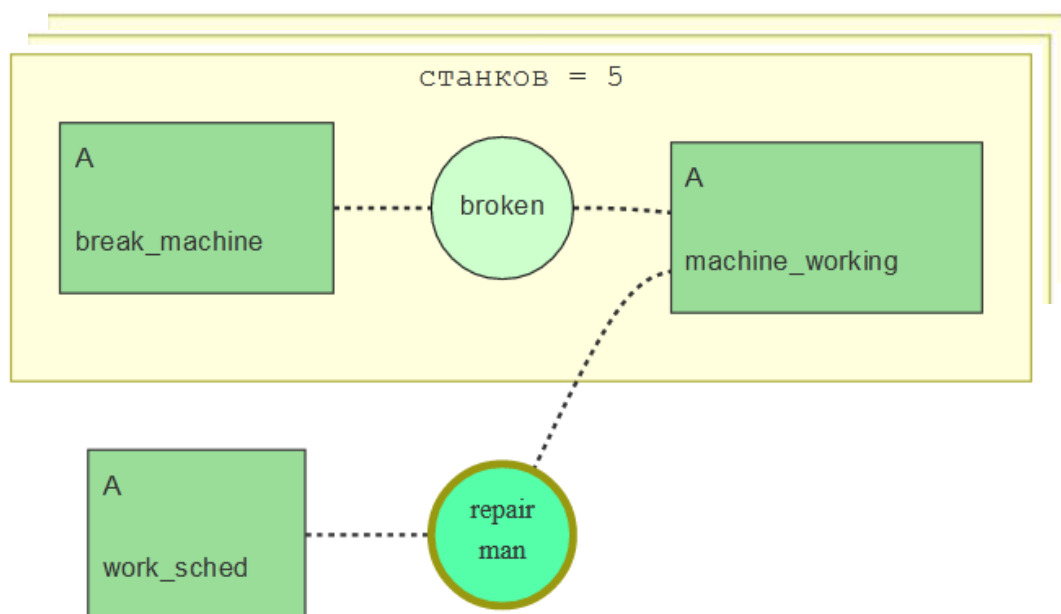 станков = 5
A
break_machine
broken
A
machine_working
A
work_sched
repair
man